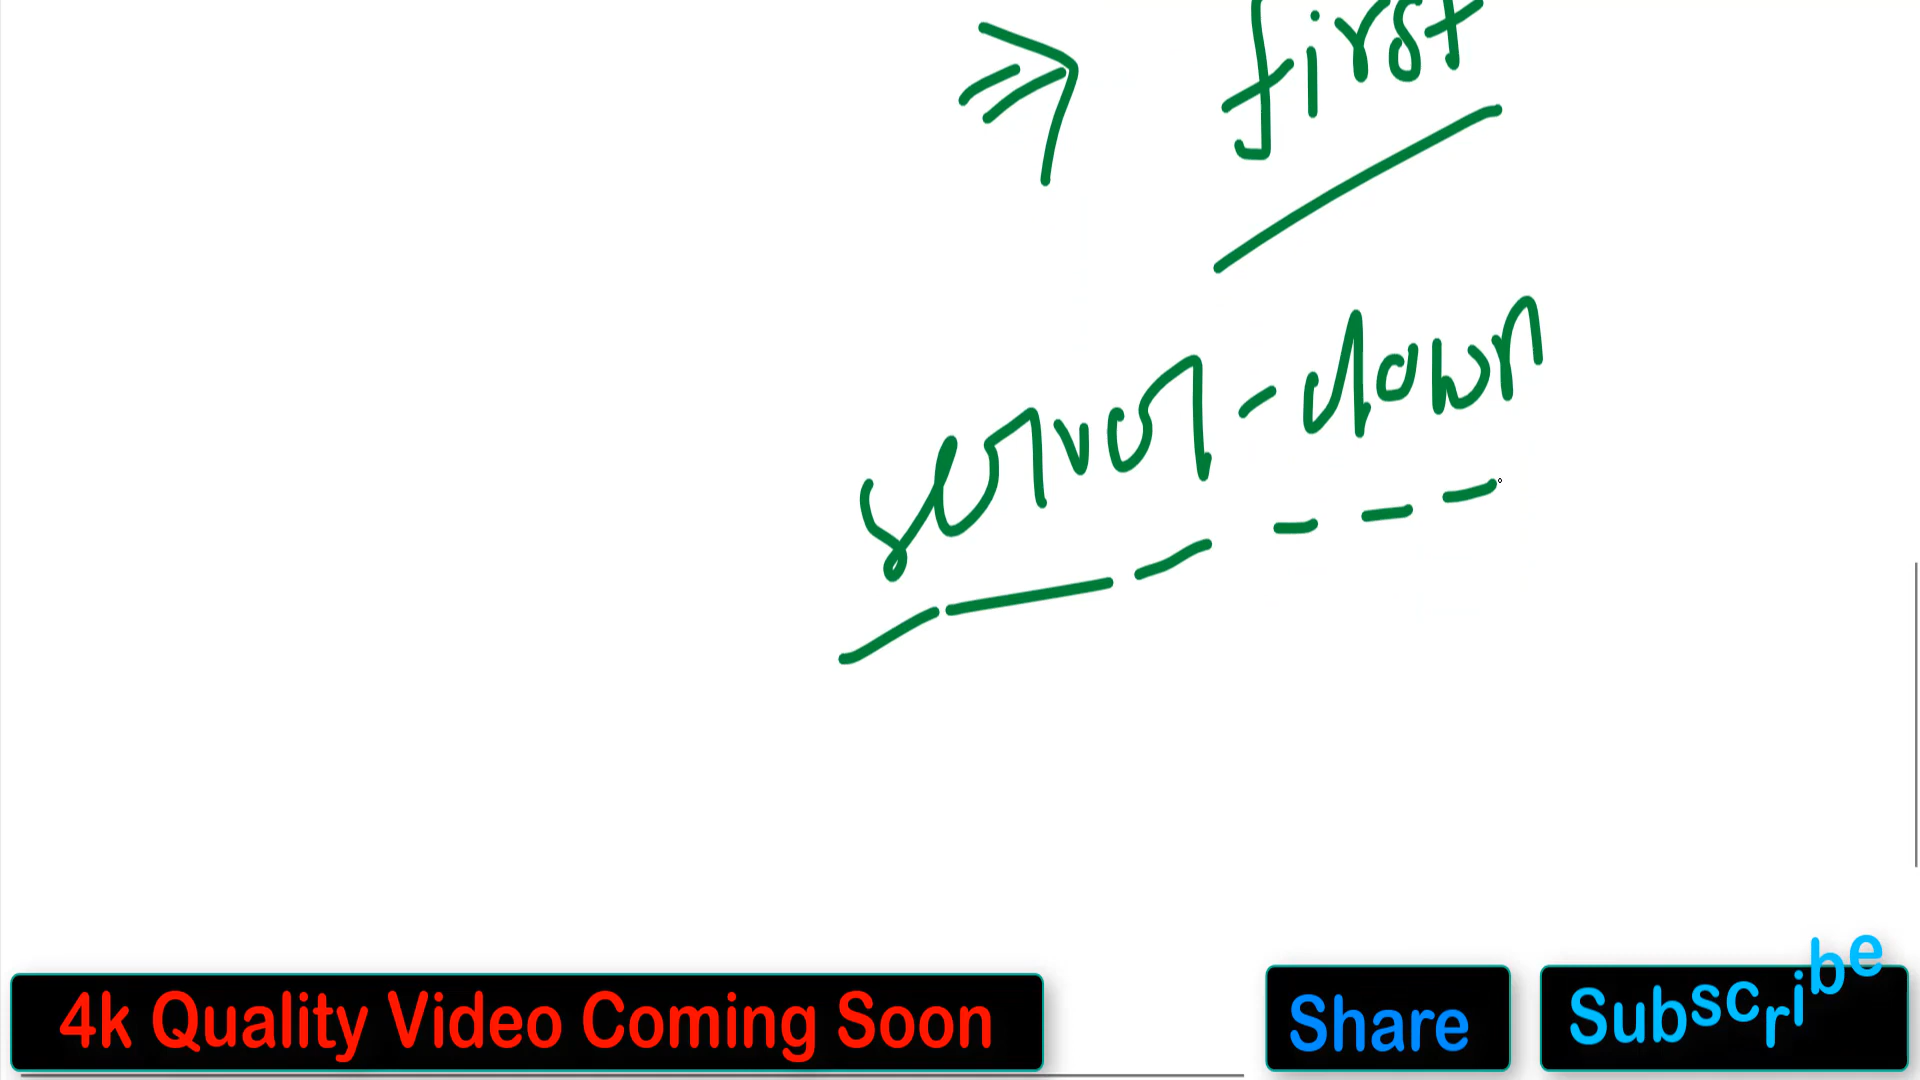 ⇒ first
server-down
4k Quality Video Coming Soon
Share
Subscribe